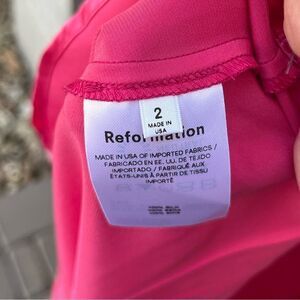 2
MADE IN
USA
Reformation
MADE IN USA OF IMPORTED FABRICS /
FABRICADO EN EE. UU. DE TEJIDO
IMPORTADO / FABRIQUÉ AUX
ÉTATS-UNIS À PARTIR DE TISSU
IMPORTÉ